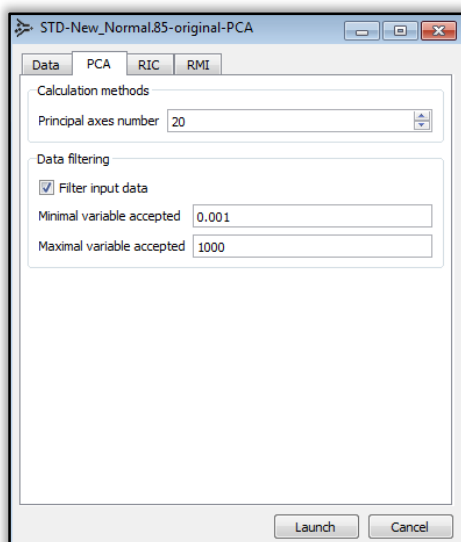 STD-New_Normal.85-original-PCA
Data PCA RIC RMI
Calculation methods
Principal axes number 20
Data filtering
Filter input data
Minimal variable accepted 0.001
Maximal variable accepted 1000
Launch Cancel